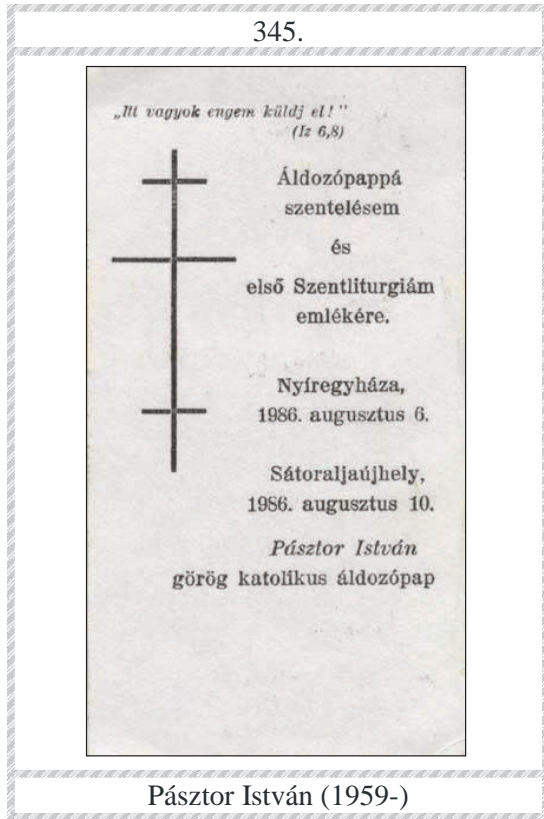 345.
„Itt vagyok engem küldj el!”
(Iz 6,8)
Áldozópappá
szentelésem
és
első Szentliturgiám
emlékére.
Nyíregyháza,
1986. augusztus 6.
Sátoraljaújhely,
1986. augusztus 10.
Pásztor István
görög katolikus áldozópap
Pásztor István (1959-)